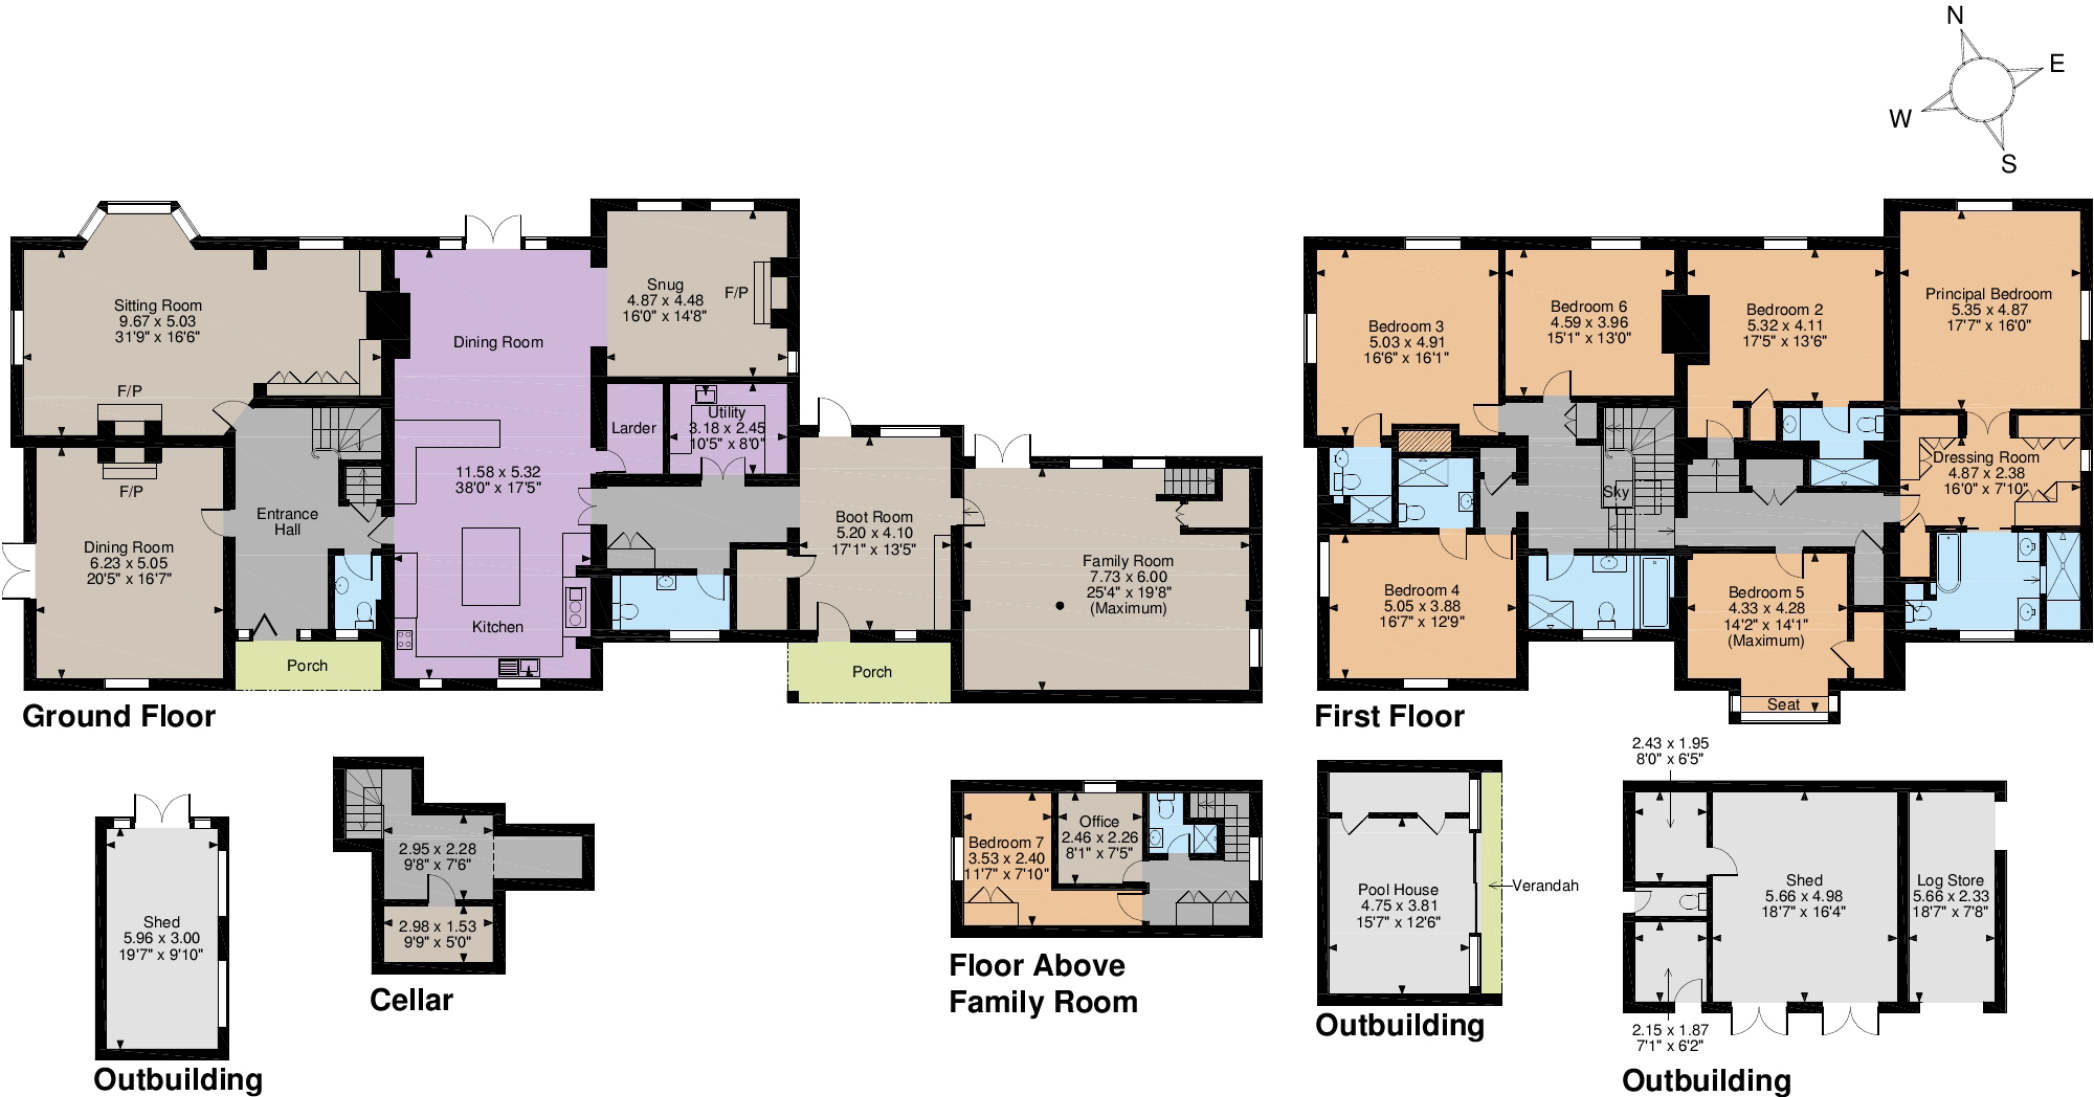 N
E
W
S
Sitting Room
9.67 x 5.03
31'9" x 16'6"
F/P
F/P
Dining Room
6.23 x 5.05
20'5" x 16'7"
Entrance
Hall
Porch
Dining Room
11.58 x 5.32
38'0" x 17'5"
Kitchen
Snug
4.87 x 4.48
16'0" x 14'8"
F/P
Larder
Utility
3.18 x 2.45
10'5" x 8'0"
Boot Room
5.20 x 4.10
17'1" x 13'5"
Porch
Family Room
7.73 x 6.00
25'4" x 19'8"
(Maximum)
Ground Floor
Bedroom 3
5.03 x 4.91
16'6" x 16'1"
Bedroom 6
4.59 x 3.96
15'1" x 13'0"
Bedroom 2
5.32 x 4.11
17'5" x 13'6"
Principal Bedroom
5.35 x 4.87
17'7" x 16'0"
Dressing Room
4.87 x 2.38
16'0" x 7'10"
Sky
Bedroom 4
5.05 x 3.88
16'7" x 12'9"
Bedroom 5
4.33 x 4.28
14'2" x 14'1"
(Maximum)
Seat
First Floor
Shed
5.96 x 3.00
19'7" x 9'10"
Outbuilding
2.95 x 2.28
9'8" x 7'6"
2.98 x 1.53
9'9" x 5'0"
Cellar
Bedroom 7
3.53 x 2.40
11'7" x 7'10"
Office
2.46 x 2.26
8'1" x 7'5"
Floor Above
Family Room
Pool House
4.75 x 3.81
15'7" x 12'6"
Verandah
Outbuilding
2.43 x 1.95
8'0" x 6'5"
Shed
5.66 x 4.98
18'7" x 16'4"
Log Store
5.66 x 2.33
18'7" x 7'8"
2.15 x 1.87
7'1" x 6'2"
Outbuilding